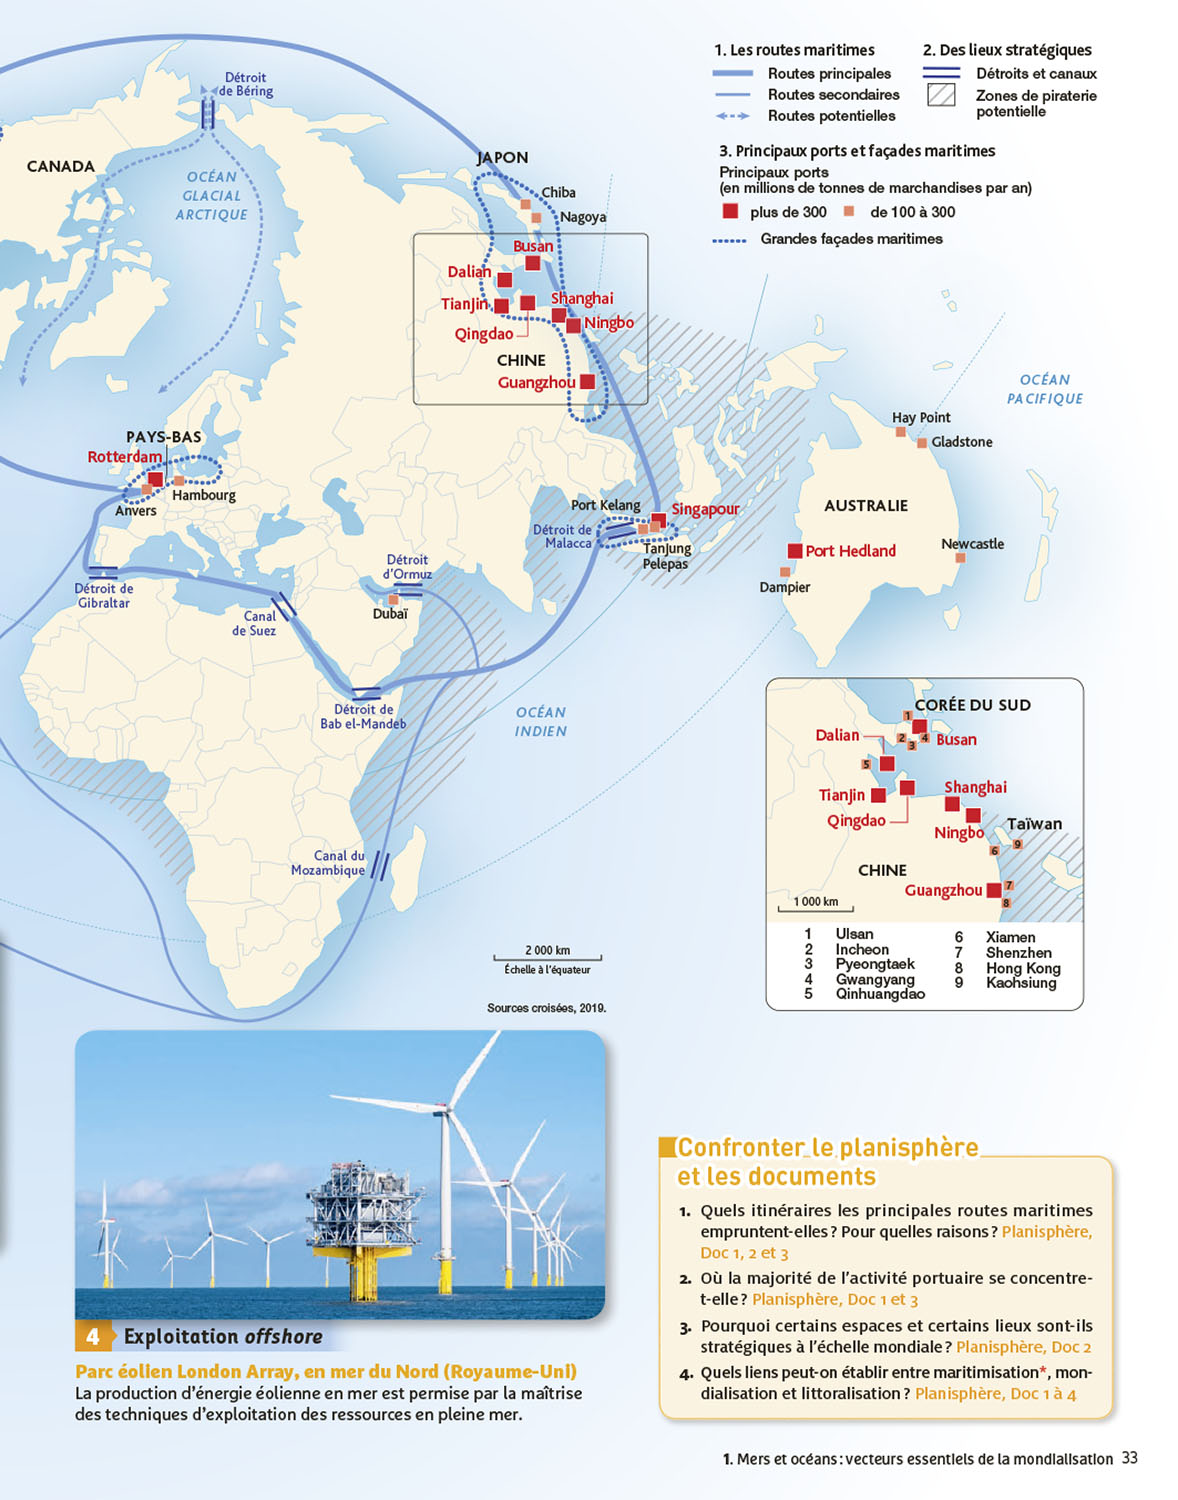 1. Les routes maritimes
Routes principales
Routes secondaires
Routes potentielles
2. Des lieux stratégiques
Détroits et canaux
Zones de piraterie
potentielle
3. Principaux ports et façades maritimes
Principaux ports
(en millions de tonnes de marchandises par an)
plus de 300
de 100 à 300
Grandes façades maritimes
Détroit
de Béring
CANADA
OCÉAN
GLACIAL
ARCTIQUE
JAPON
Chiba
Nagoya
Busan
Dalian
TianJin
Shanghai
Ningbo
Qingdao
CHINE
Guangzhou
OCÉAN
PACIFIQUE
Hay Point
Gladstone
PAYS-BAS
Rotterdam
Hambourg
Anvers
Port Kelang
Singapour
Détroit de
Malacca
TanJung
Pelepas
AUSTRALIE
Newcastle
Port Hedland
Dampier
Détroit
d'Ormuz
Dubaï
Détroit de
Gibraltar
Canal
de Suez
Détroit de
Bab el-Mandeb
OCÉAN
INDIEN
Canal du
Mozambique
2 000 km
Échelle à l'équateur
Sources croisées, 2019.
CORÉE DU SUD
1
2
3
4
Busan
Dalian
5
TianJin
Qingdao
Shanghai
Ningbo
Taïwan
6
9
CHINE
Guangzhou
7
8
1 000 km
1 Ulsan
2 Incheon
3 Pyeongtaek
4 Gwangyang
5 Qinhuangdao
6 Xiamen
7 Shenzhen
8 Hong Kong
9 Kaohsiung
4 Exploitation offshore
Parc éolien London Array, en mer du Nord (Royaume-Uni)
La production d'énergie éolienne en mer est permise par la maîtrise
des techniques d'exploitation des ressources en pleine mer.
Confronter le planisphère
et les documents
1. Quels itinéraires les principales routes maritimes
empruntent-elles ? Pour quelles raisons ? Planisphère,
Doc 1, 2 et 3
2. Où la majorité de l'activité portuaire se concentre-
t-elle ? Planisphère, Doc 1 et 3
3. Pourquoi certains espaces et certains lieux sont-ils
stratégiques à l'échelle mondiale ? Planisphère, Doc 2
4. Quels liens peut-on établir entre maritimisation*, mon-
dialisation et littoralisation ? Planisphère, Doc 1 à 4
1. Mers et océans : vecteurs essentiels de la mondialisation 33